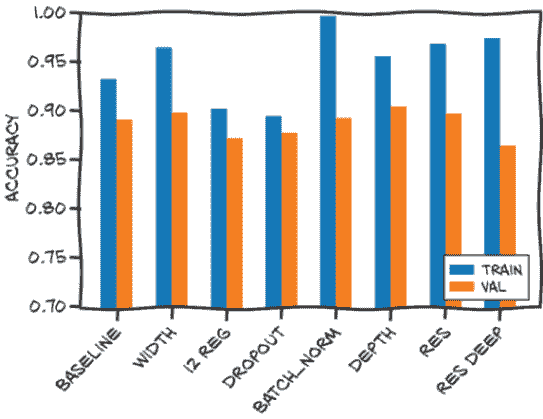 1.00
0.95
0.90
0.85
0.80
0.75
0.70
ACCURACY
TRAIN
VAL
BASELINE
WIDTH
l2 REG
DROPOUT
BATCH_NORM
DEPTH
RES
RES DEEP